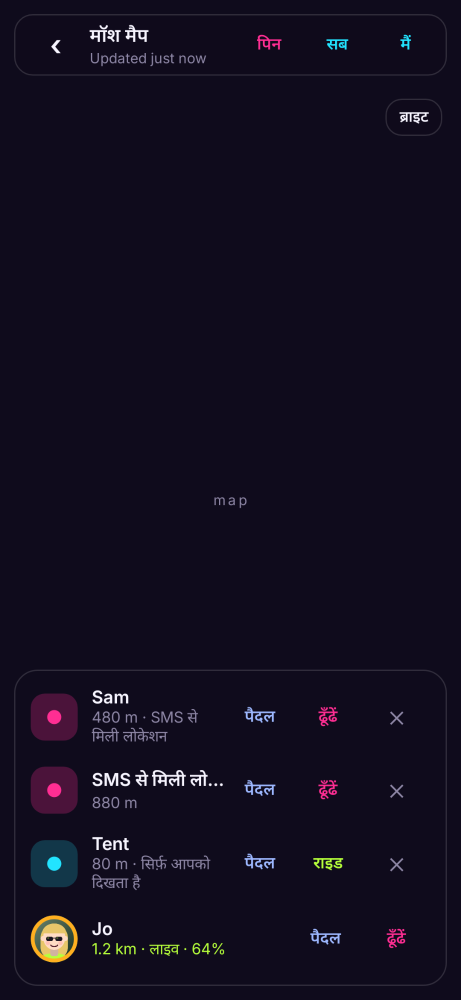 ‹ मॉश मैप पिन सब मैं
Updated just now
ब्राइट
map
Sam
480 m · SMS से
मिली लोकेशन
पैदल ढूँढें ×
SMS से मिली लो…
880 m
पैदल ढूँढें ×
Tent
80 m · सिर्फ़ आपको
दिखता है
पैदल राइड ×
Jo
1.2 km · लाइव · 64%
पैदल ढूँढें